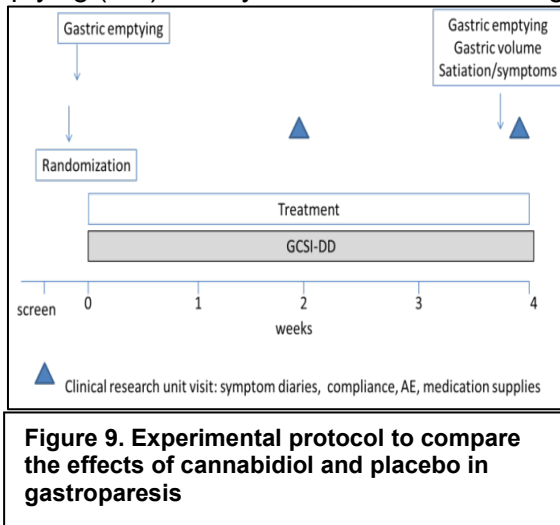 Gastric emptying
Gastric emptying
Gastric volume
Satiation/symptoms
Randomization
Treatment
GCSI-DD
screen 0 1 2 3 4
weeks
Clinical research unit visit: symptom diaries, compliance, AE, medication supplies
Figure 9. Experimental protocol to compare
the effects of cannabidiol and placebo in
gastroparesis